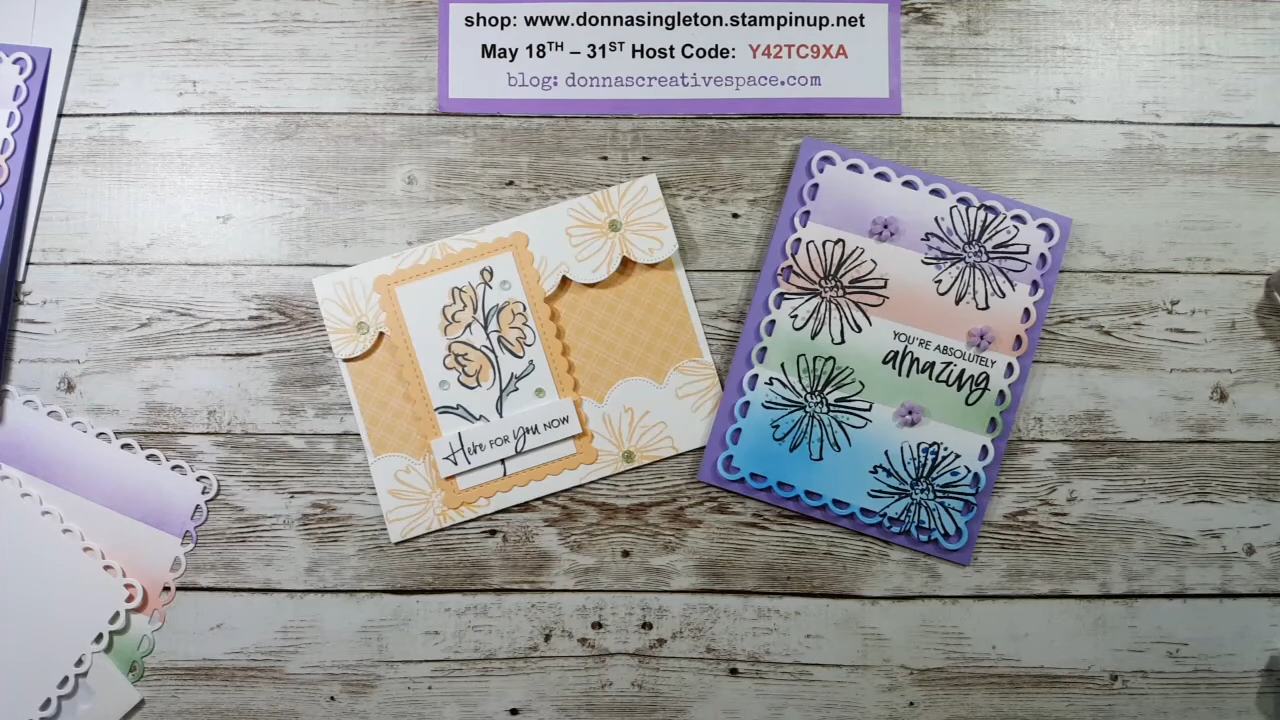 shop: www.donnasingleton.stampinup.net
May 18TH – 31ST Host Code: Y42TC9XA
blog: donnascreativespace.com
Here FOR you NOW
YOU'RE ABSOLUTELY
amazing